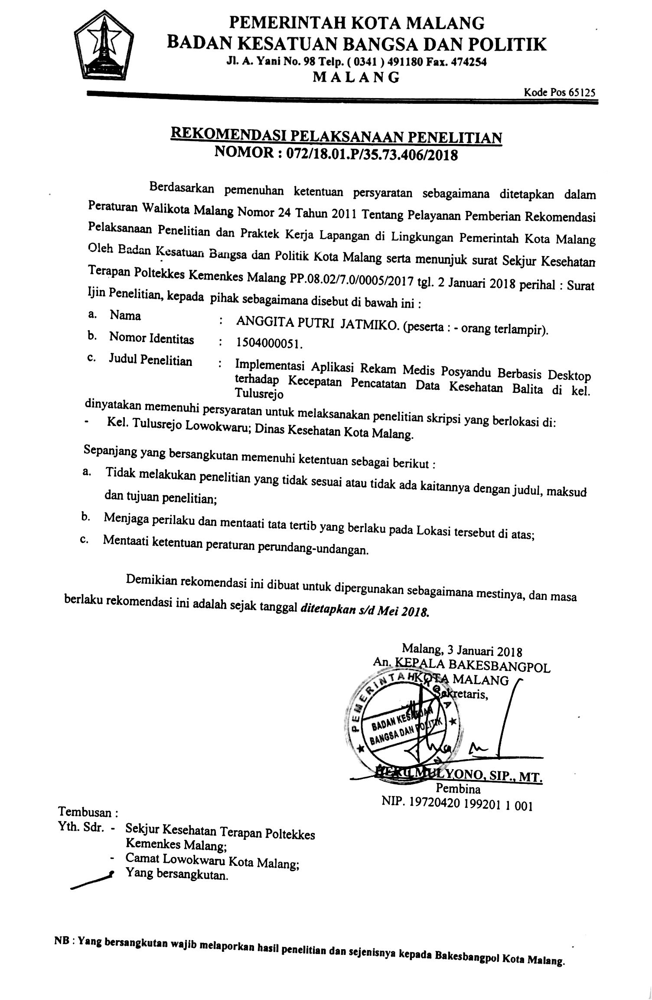 PEMERINTAH KOTA MALANG
BADAN KESATUAN BANGSA DAN POLITIK
Jl. A. Yani No. 98 Telp. ( 0341 ) 491180 Fax. 474254
M A L A N G
Kode Pos 65125
REKOMENDASI PELAKSANAAN PENELITIAN
NOMOR : 072/18.01.P/35.73.406/2018
Berdasarkan pemenuhan ketentuan persyaratan sebagaimana ditetapkan dalam
Peraturan Walikota Malang Nomor 24 Tahun 2011 Tentang Pelayanan Pemberian Rekomendasi
Pelaksanaan Penelitian dan Praktek Kerja Lapangan di Lingkungan Pemerintah Kota Malang
Oleh Badan Kesatuan Bangsa dan Politik Kota Malang serta menunjuk surat Sekjur Kesehatan
Terapan Poltekkes Kemenkes Malang PP.08.02/7.0/0005/2017 tgl. 2 Januari 2018 perihal : Surat
Ijin Penelitian, kepada pihak sebagaimana disebut di bawah ini :
a. Nama : ANGGITA PUTRI JATMIKO. (peserta : - orang terlampir).
b. Nomor Identitas : 1504000051.
c. Judul Penelitian : Implementasi Aplikasi Rekam Medis Posyandu Berbasis Desktop
terhadap Kecepatan Pencatatan Data Kesehatan Balita di kel.
Tulusrejo
dinyatakan memenuhi persyaratan untuk melaksanakan penelitian skripsi yang berlokasi di:
- Kel. Tulusrejo Lowokwaru; Dinas Kesehatan Kota Malang.
Sepanjang yang bersangkutan memenuhi ketentuan sebagai berikut :
a. Tidak melakukan penelitian yang tidak sesuai atau tidak ada kaitannya dengan judul, maksud
dan tujuan penelitian;
b. Menjaga perilaku dan mentaati tata tertib yang berlaku pada Lokasi tersebut di atas;
c. Mentaati ketentuan peraturan perundang-undangan.
Demikian rekomendasi ini dibuat untuk dipergunakan sebagaimana mestinya, dan masa
berlaku rekomendasi ini adalah sejak tanggal ditetapkan s/d Mei 2018.
Malang, 3 Januari 2018
An. KEPALA BAKESBANGPOL
KOTA MALANG
Sekretaris,
PEMERINTAH KOTA
BADAN KESATUAN
BANGSA DAN POLITIK
HERU MULYONO, SIP., MT.
Pembina
NIP. 19720420 199201 1 001
Tembusan :
Yth. Sdr. - Sekjur Kesehatan Terapan Poltekkes
Kemenkes Malang;
- Camat Lowokwaru Kota Malang;
Yang bersangkutan.
NB : Yang bersangkutan wajib melaporkan hasil penelitian dan sejenisnya kepada Bakesbangpol Kota Malang.